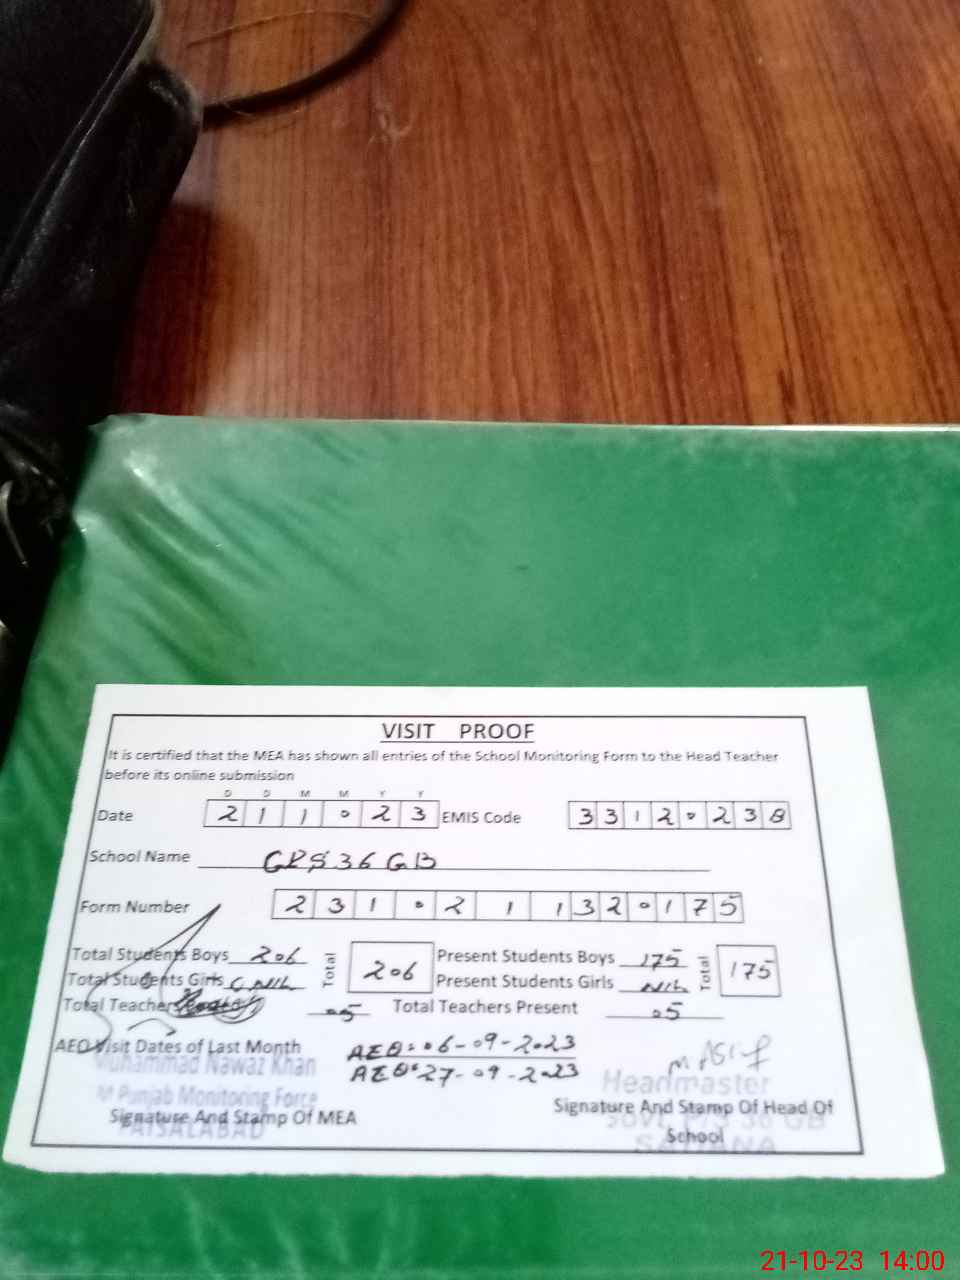 VISIT PROOF
It is certified that the MEA has shown all entries of the School Monitoring Form to the Head Teacher
before its online submission
D D M M Y Y
Date 2 1 1 0 2 3 EMIS Code 3 3 1 2 0 2 3 8
School Name GPS 36 GB
Form Number 2 3 1 0 2 1 1 3 2 0 1 7 5
Total Students Boys 206 Total 206 Present Students Boys 175 Total 175
Total Students Girls Nil Present Students Girls Nil
Total Teachers 05 Total Teachers Present 05
AEO Visit Dates of Last Month AEO: 06-09-2023
AEO: 27-09-2023
M Asif
Muhammad Nawaz Khan
Headmaster
M Punjab Monitoring Force
Signature And Stamp Of MEA
Signature And Stamp Of Head Of
School
FAISALABAD
Govt. P/S 36 GB
21-10-23 14:00